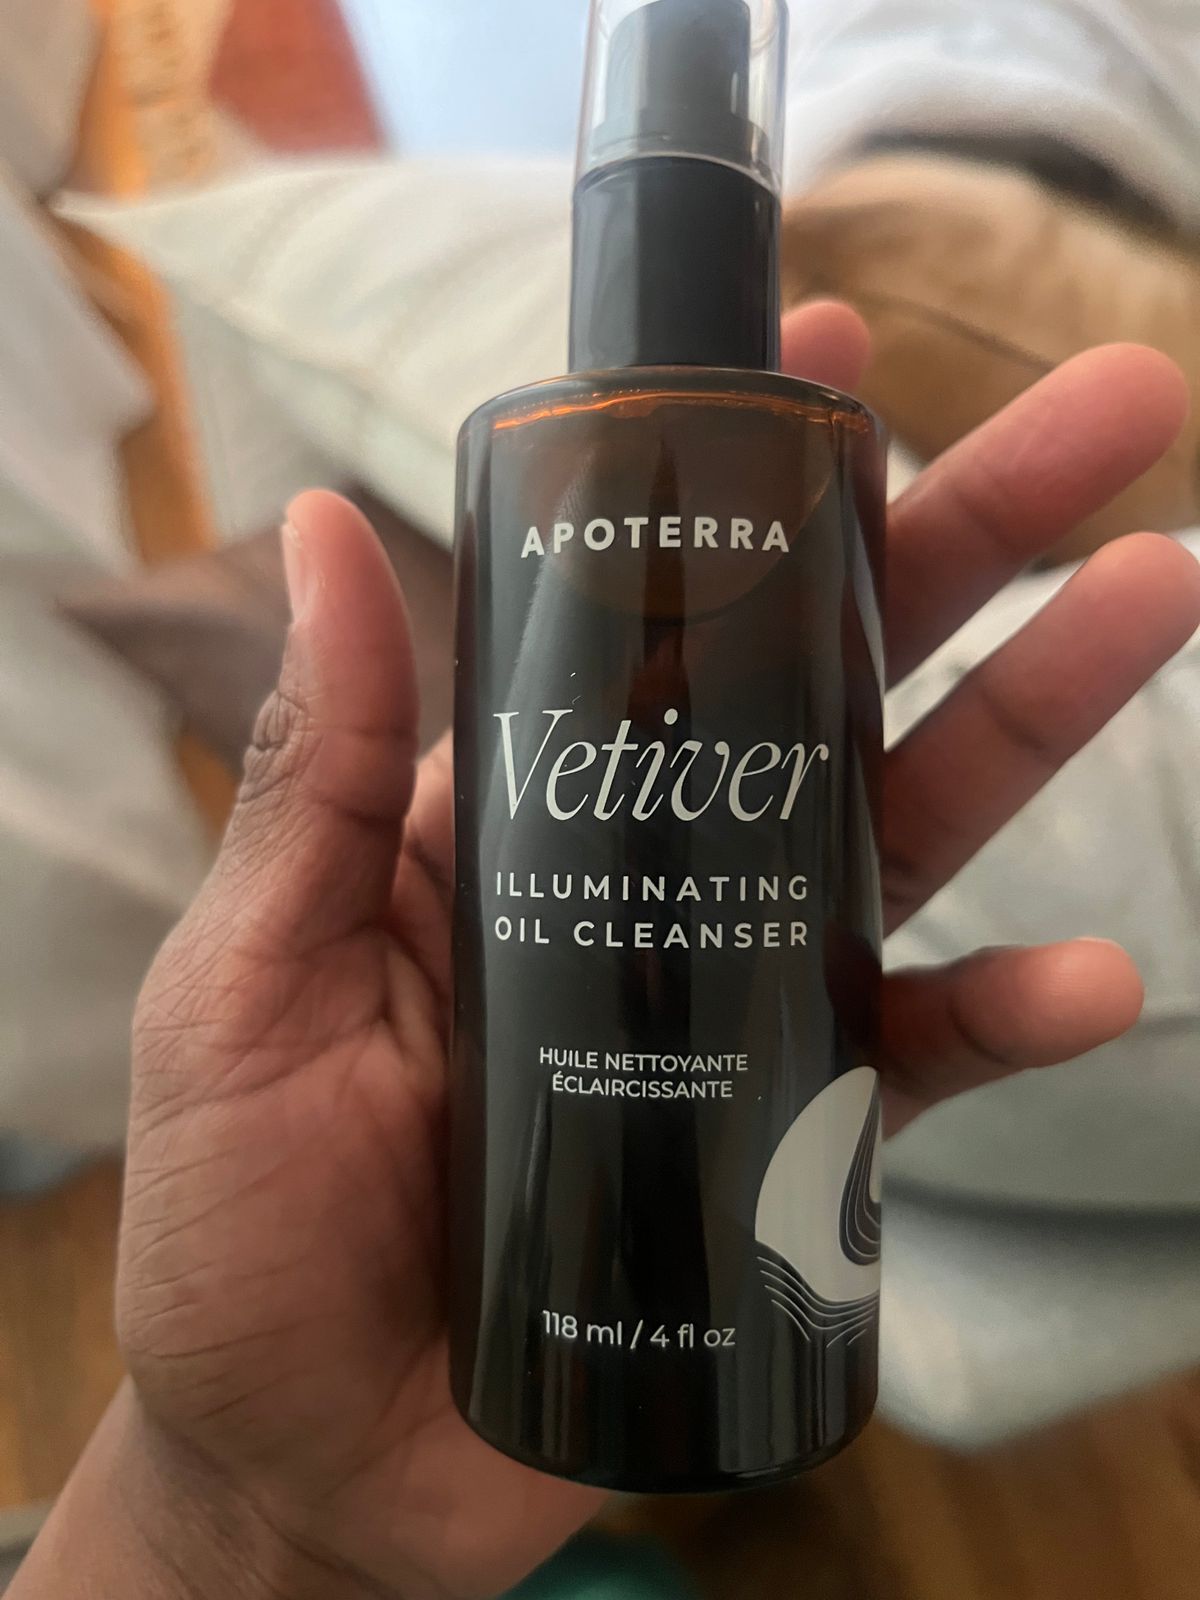 APOTERRA
Vetiver
ILLUMINATING
OIL CLEANSER
HUILE NETTOYANTE
ÉCLAIRCISSANTE
118 ml / 4 fl oz